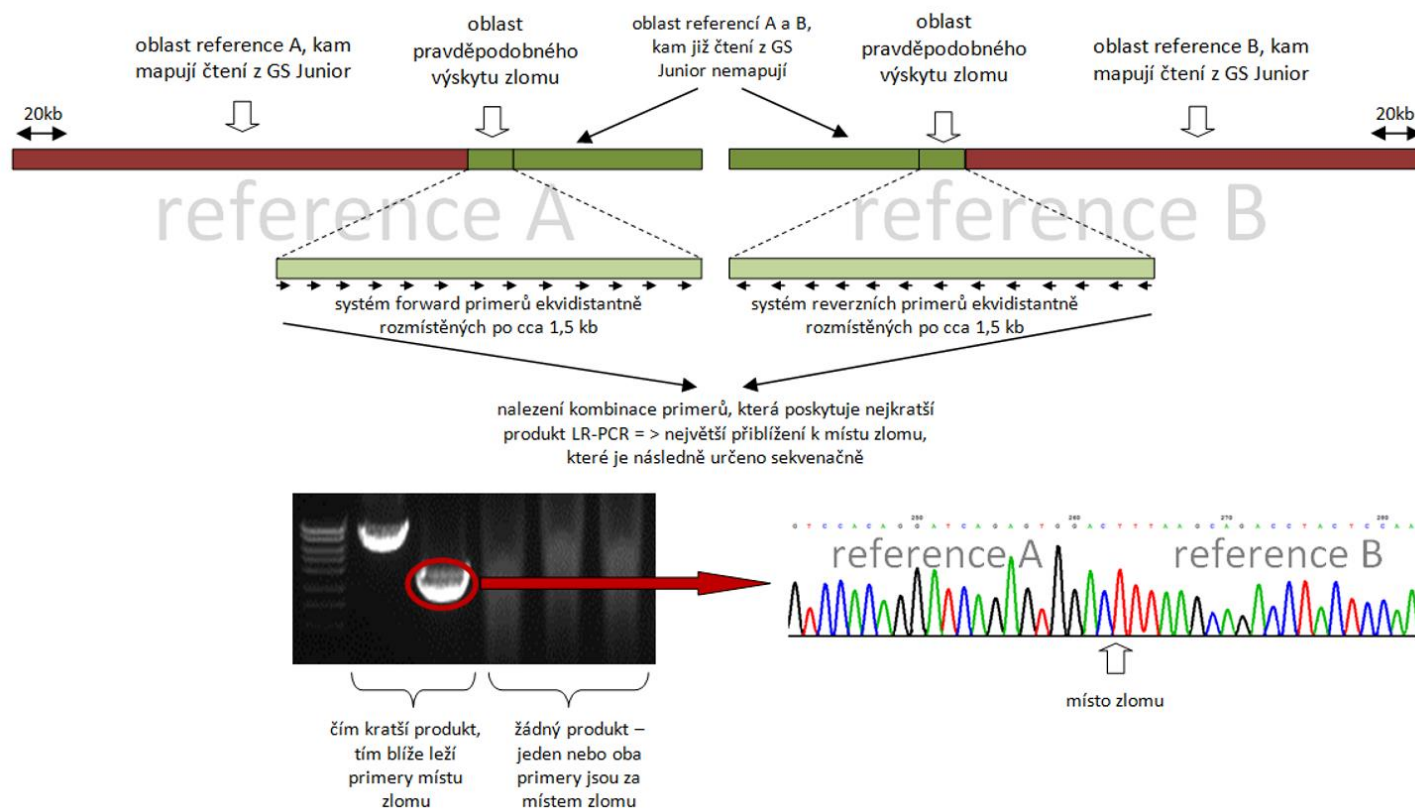 oblast reference A, kam
mapují čtení z GS Junior
oblast
pravděpodobného
výskytu zlomu
oblast referencí A a B,
kam již čtení z GS
Junior nemapují
oblast
pravděpodobného
výskytu zlomu
oblast reference B, kam
mapují čtení z GS Junior
20kb
20kb
reference A
reference B
systém forward primerů ekvidistantně
rozmístěných po cca 1,5 kb
systém reverzních primerů ekvidistantně
rozmístěných po cca 1,5 kb
nalezení kombinace primerů, která poskytuje nejkratší
produkt LR-PCR = > největší přiblížení k místu zlomu,
které je následně určeno sekvenačně
250 260 270 280
G T C C A C A G G A T C A G A G T G G A C T T T A A G C A G A C C T A C T C C A A
reference A
reference B
místo zlomu
čím kratší produkt,
tím blíže leží
primery místu
zlomu
žádný produkt –
jeden nebo oba
primery jsou za
místem zlomu